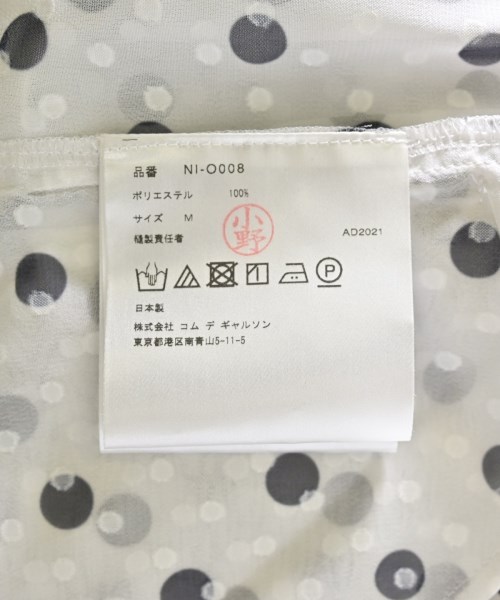 品番 NI-O008
ポリエステル 100%
サイズ M
縫製責任者 小野 AD2021
P
日本製
株式会社 コム デ ギャルソン
東京都港区南青山5-11-5